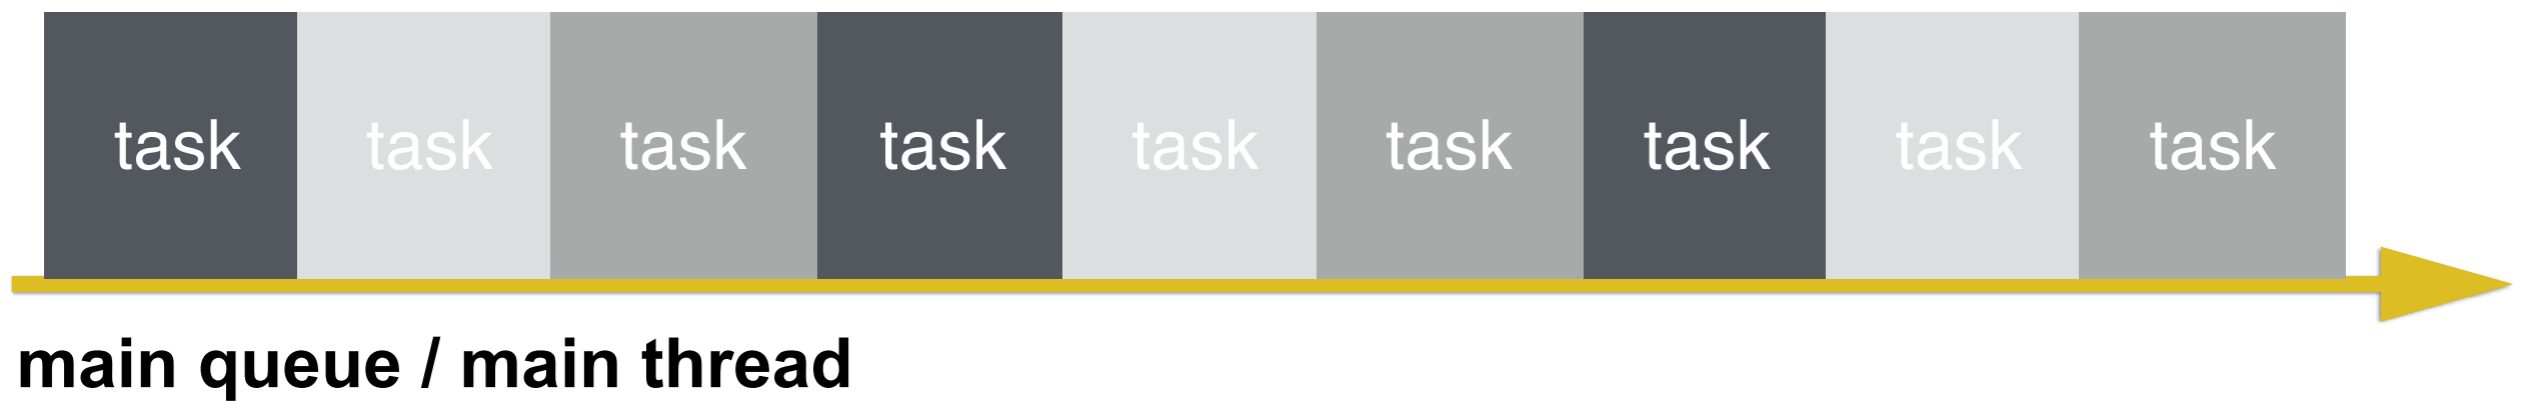 task task task task task task task task task
main queue / main thread